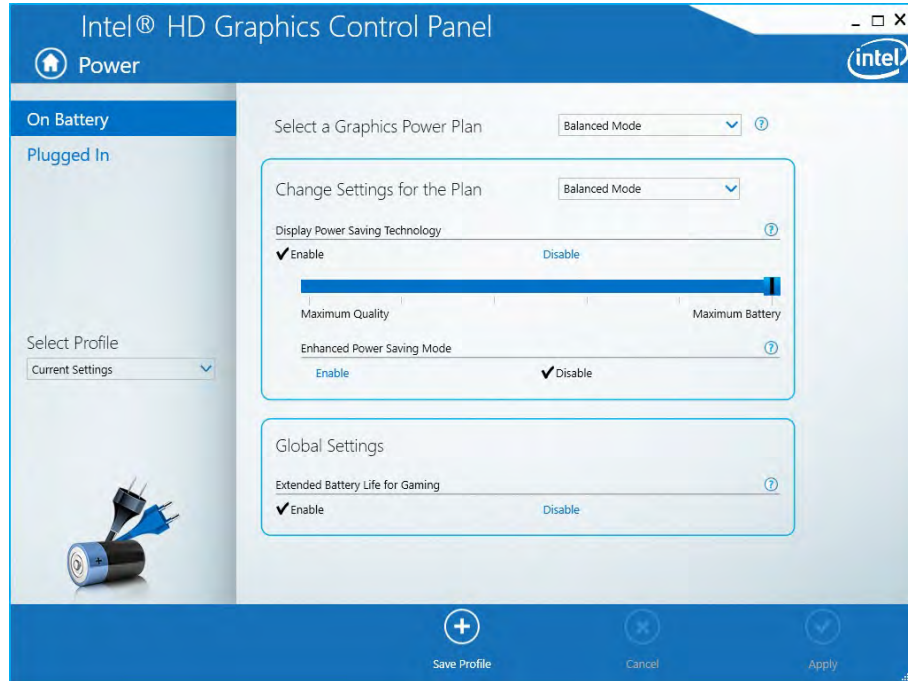 Intel® HD Graphics Control Panel
Power
intel
On Battery
Plugged In
Select Profile
Current Settings
Select a Graphics Power Plan
Balanced Mode
?
Change Settings for the Plan
Balanced Mode
Display Power Saving Technology
?
✔Enable
Disable
Maximum Quality
Maximum Battery
Enhanced Power Saving Mode
?
Enable
✔Disable
Global Settings
Extended Battery Life for Gaming
?
✔Enable
Disable
Save Profile
Cancel
Apply